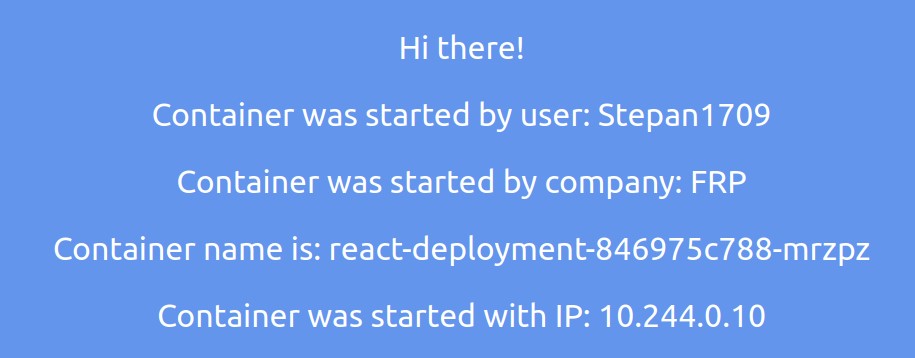 Hi there!
Container was started by user: Stepan1709
Container was started by company: FRP
Container name is: react-deployment-846975c788-mrzpz
Container was started with IP: 10.244.0.10